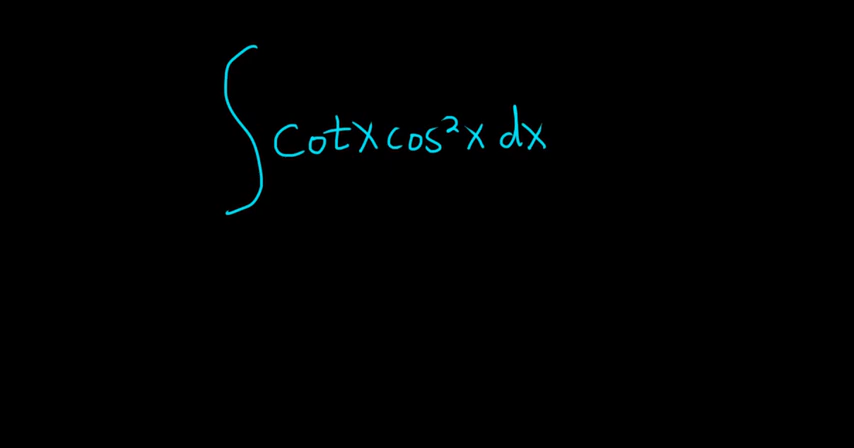 ∫ cotx cos²x dx